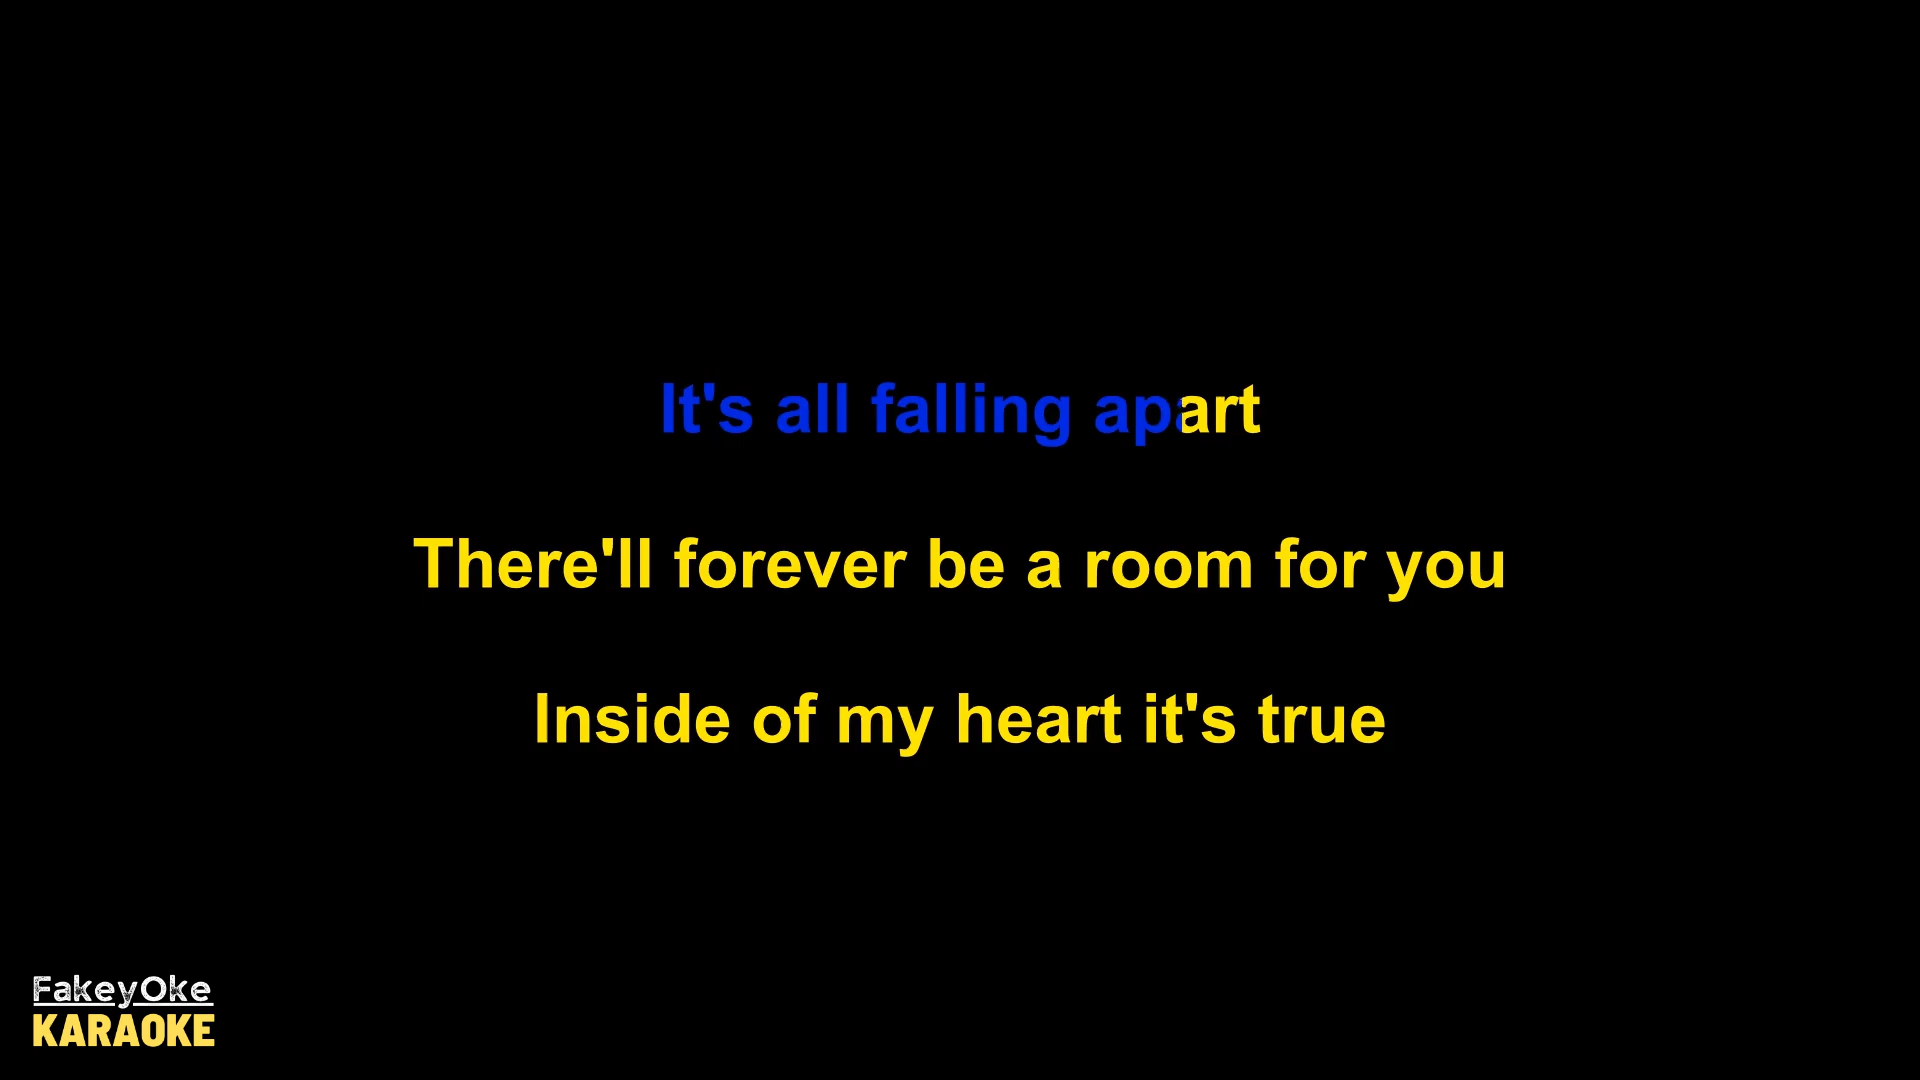 It's all falling apart
There'll forever be a room for you
Inside of my heart it's true
FakeyOke
KARAOKE